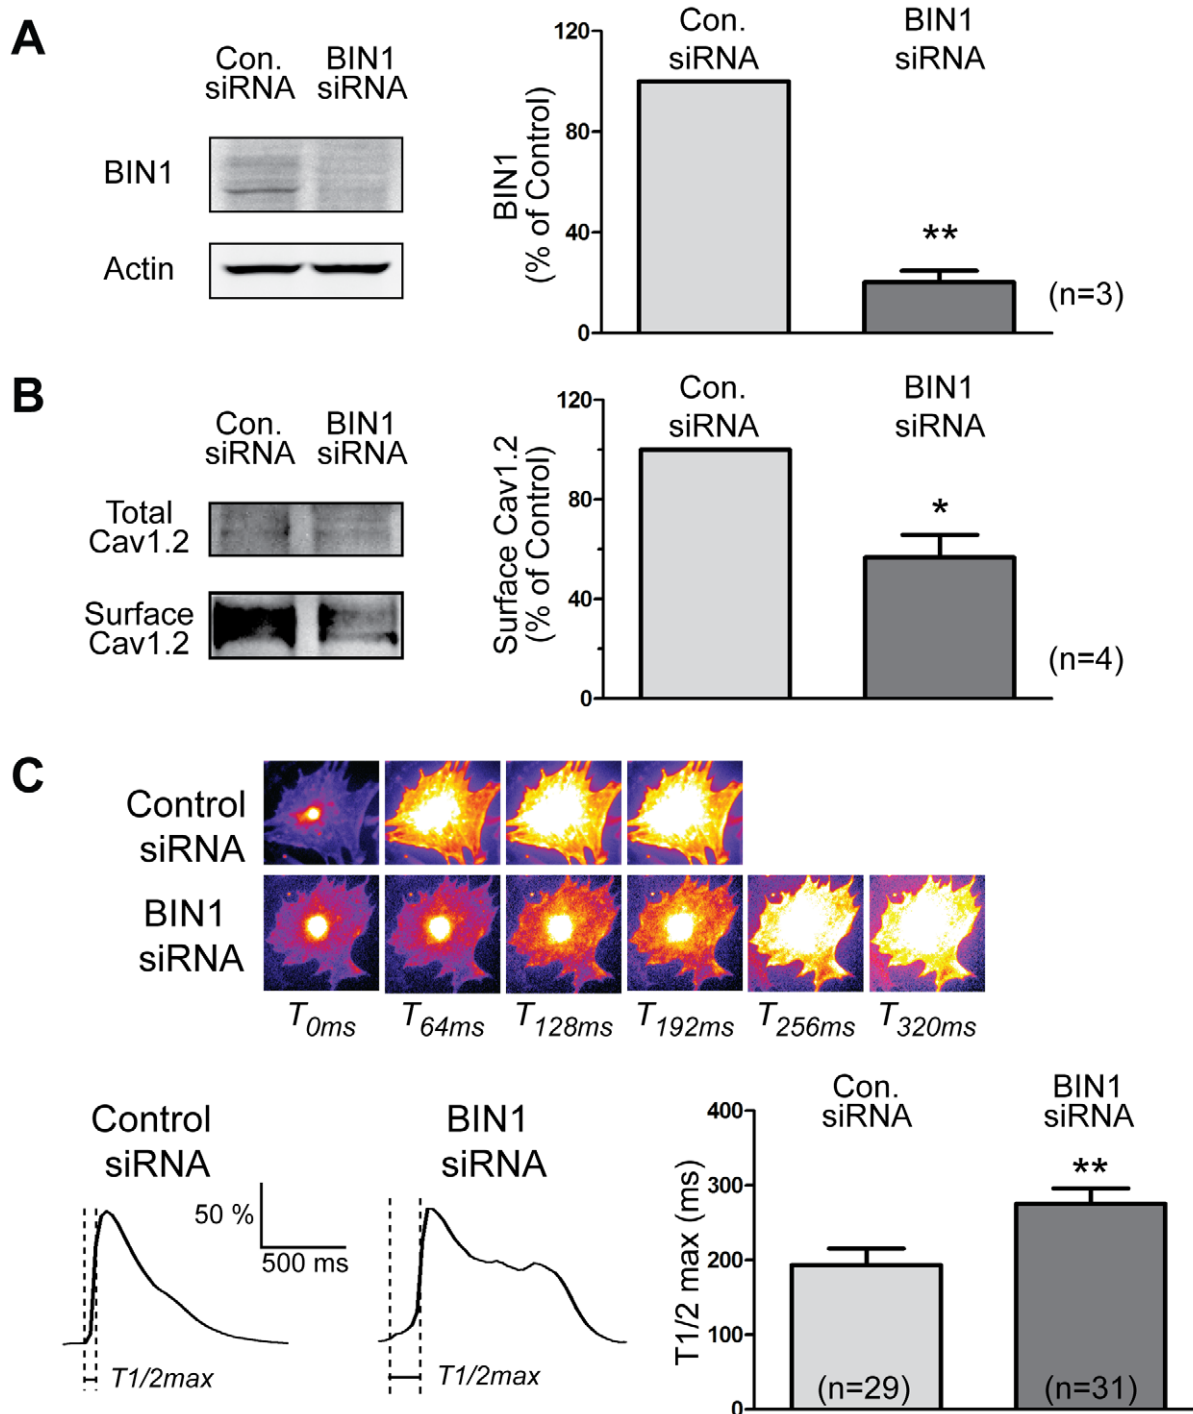 A
Con.
siRNA
BIN1
siRNA
BIN1
Actin
BIN1
(% of Control)
120
80
40
0
Con.
siRNA
BIN1
siRNA
**
(n=3)
B
Con.
siRNA
BIN1
siRNA
Total
Cav1.2
Surface
Cav1.2
Surface Cav1.2
(% of Control)
120
80
40
0
Con.
siRNA
BIN1
siRNA
*
(n=4)
C
Control
siRNA
BIN1
siRNA
T0ms
T64ms
T128ms
T192ms
T256ms
T320ms
Control
siRNA
50 %
500 ms
T1/2max
BIN1
siRNA
T1/2max
T1/2 max (ms)
400
300
200
100
0
Con.
siRNA
BIN1
siRNA
**
(n=29)
(n=31)